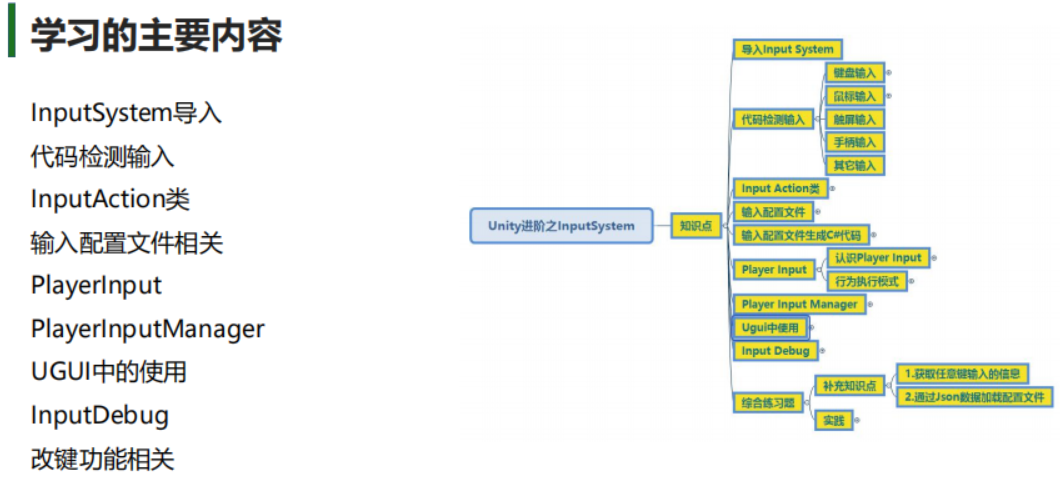 学习的主要内容
InputSystem导入
代码检测输入
InputAction类
输入配置文件相关
PlayerInput
PlayerInputManager
UGUI中的使用
InputDebug
改键功能相关
Unity进阶之InputSystem
知识点
导入Input System
代码检测输入
键盘输入
鼠标输入
触屏输入
手柄输入
其它输入
Input Action类
输入配置文件
输入配置文件生成C#代码
Player Input
认识Player Input
行为执行模式
Player Input Manager
Ugui中使用
Input Debug
综合练习题
补充知识点
1.获取任意键输入的信息
2.通过Json数据加载配置文件
实践